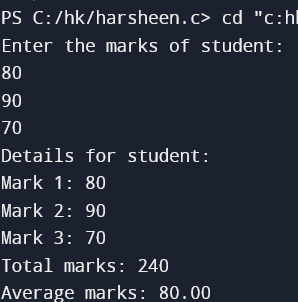 PS C:/hk/harsheen.c> cd "c:hl
Enter the marks of student:
80
90
70
Details for student:
Mark 1: 80
Mark 2: 90
Mark 3: 70
Total marks: 240
Average marks: 80.00